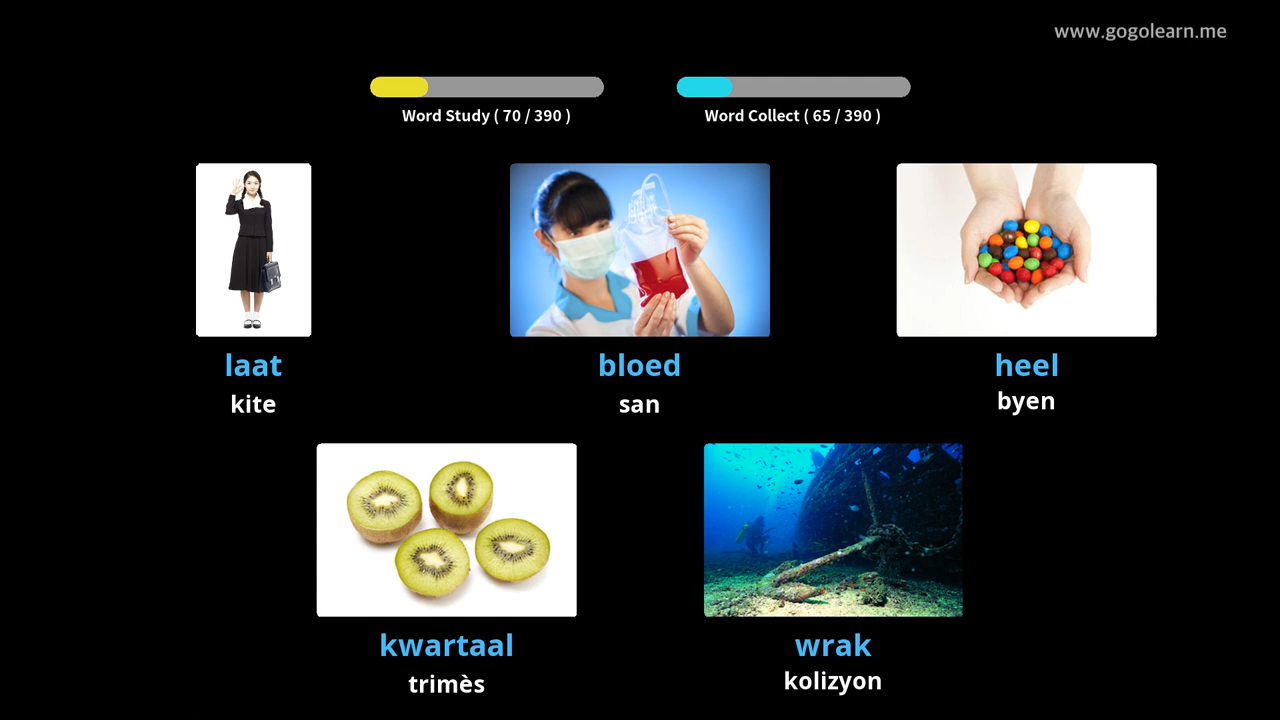 www.gogolearn.me
Word Study ( 70 / 390 )
Word Collect ( 65 / 390 )
laat
kite
bloed
san
heel
byen
kwartaal
trimès
wrak
kolizyon